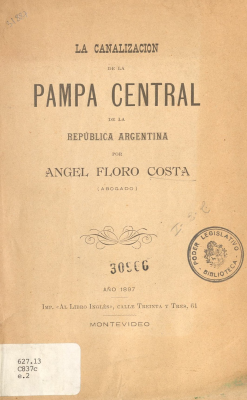 LA CANALIZACION
DE LA
PAMPA CENTRAL
DE LA
REPÚBLICA ARGENTINA
POR
ANGEL FLORO COSTA
(ABOGADO)
PODER LEGISLATIVO
BIBLIOTECA
30966
AÑO 1897
IMP. «AL LIBRO INGLÉS», CALLE TREINTA Y TRES, 61
MONTEVIDEO
627.13
C837c
e.2